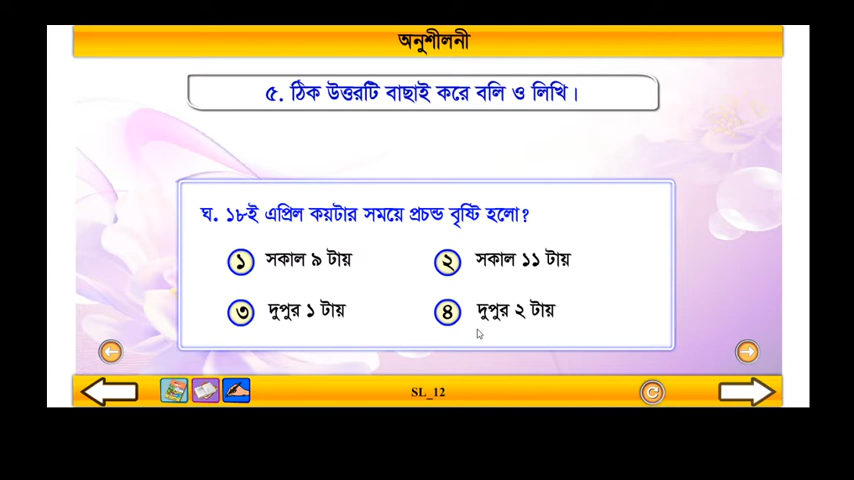 অনুশীলনী
৫. ঠিক উত্তরটি বাছাই করে বলি ও লিখি।
ঘ. ১৮ই এপ্রিল কয়টার সময়ে প্রচন্ড বৃষ্টি হলো?
১ সকাল ৯ টায় ২ সকাল ১১ টায়
৩ দুপুর ১ টায় ৪ দুপুর ২ টায়
SL_12